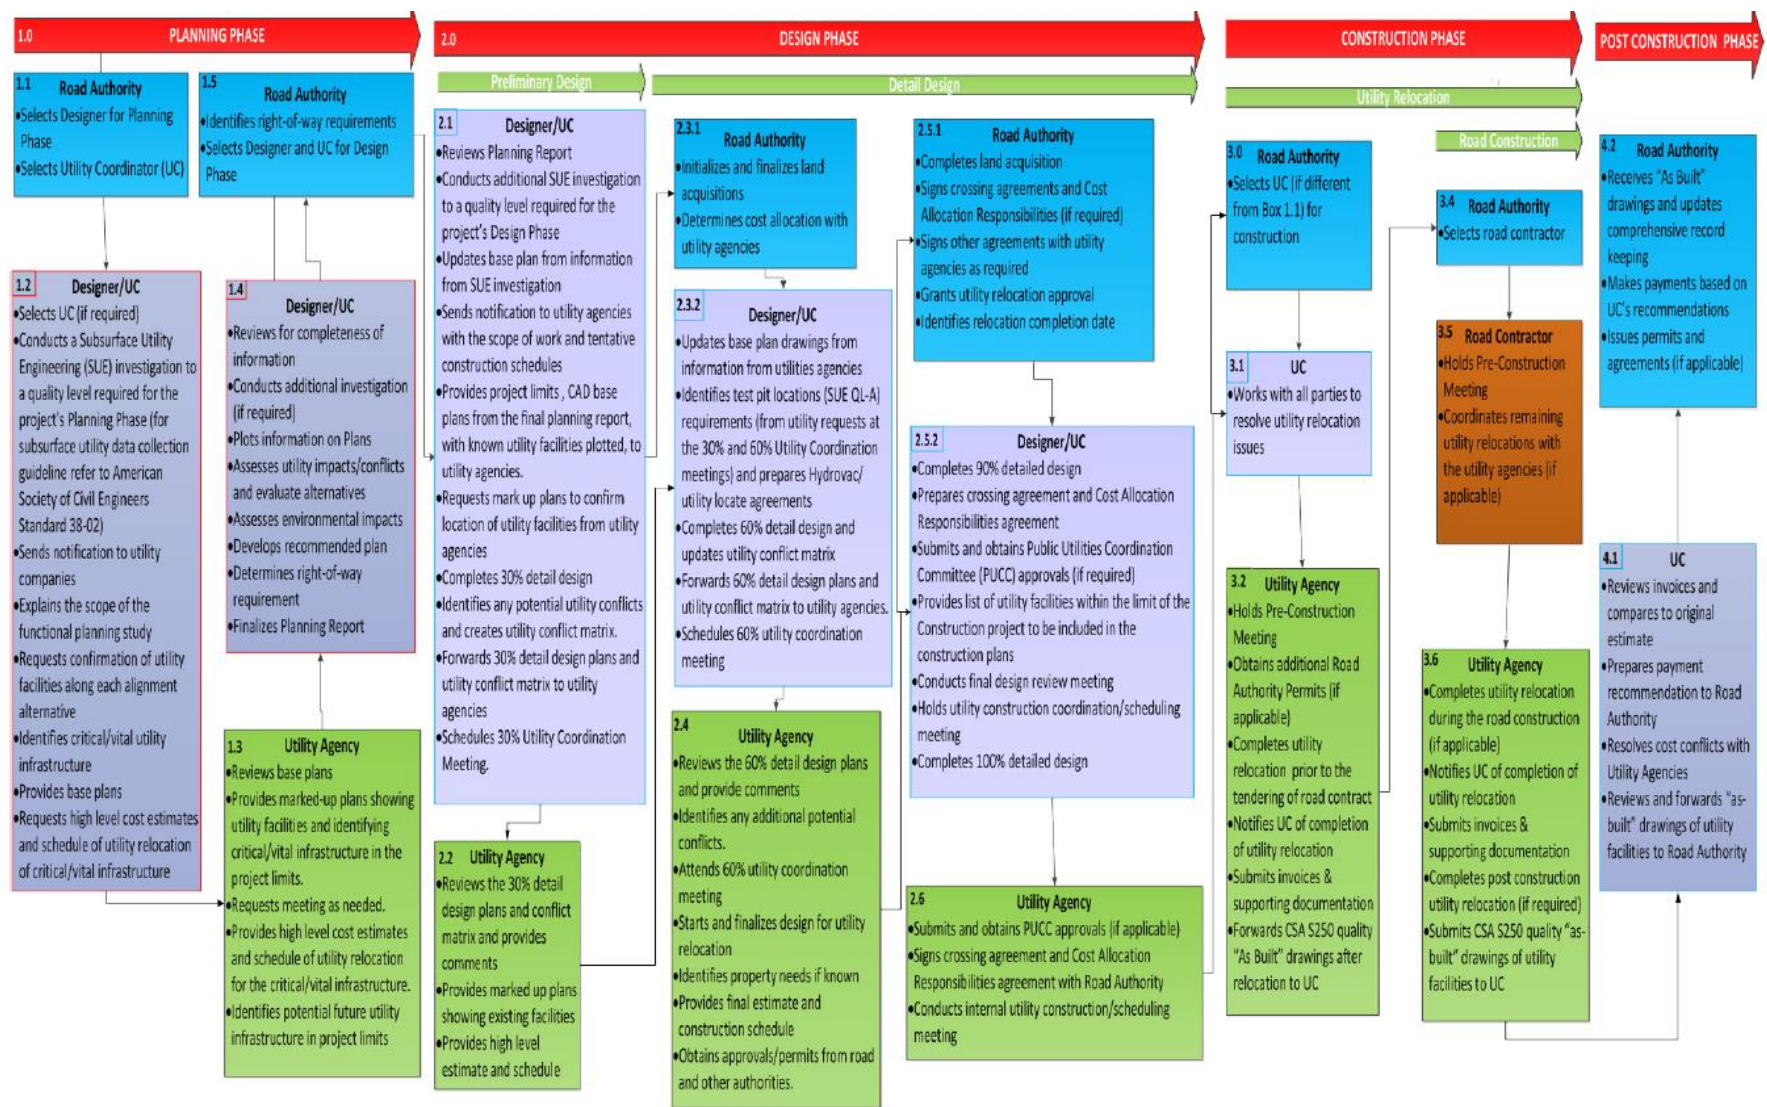 1.0 PLANNING PHASE
1.1 Road Authority
•Selects Designer for Planning
Phase
•Selects Utility Coordinator (UC)
1.2 Designer/UC
•Selects UC (if required)
•Conducts a Subsurface Utility
Engineering (SUE) investigation to
a quality level required for the
project's Planning Phase (for
subsurface utility data collection
guideline refer to American
Society of Civil Engineers
Standard 38-02)
•Sends notification to utility
companies
•Explains the scope of the
functional planning study
•Requests confirmation of utility
facilities along each alignment
alternative
•Identifies critical/vital utility
infrastructure
•Provides base plans
•Requests high level cost estimates
and schedule of utility relocation
of critical/vital infrastructure
1.5 Road Authority
•Identifies right-of-way requirements
•Selects Designer and UC for Design
Phase
1.4 Designer/UC
•Reviews for completeness of
information
•Conducts additional investigation
(if required)
•Plots information on Plans
•Assesses utility impacts/conflicts
and evaluate alternatives
•Assesses environmental impacts
•Develops recommended plan
•Determines right-of-way
requirement
•Finalizes Planning Report
1.3 Utility Agency
•Reviews base plans
•Provides marked-up plans showing
utility facilities and identifying
critical/vital infrastructure in the
project limits.
•Requests meeting as needed.
•Provides high level cost estimates
and schedule of utility relocation
for the critical/vital infrastructure.
•Identifies potential future utility
infrastructure in project limits
2.0 DESIGN PHASE
Preliminary Design
Detail Design
2.1 Designer/UC
•Reviews Planning Report
•Conducts additional SUE investigation
to a quality level required for the
project's Design Phase
•Updates base plan from information
from SUE investigation
•Sends notification to utility agencies
with the scope of work and tentative
construction schedules
•Provides project limits , CAD base
plans from the final planning report,
with known utility facilities plotted, to
utility agencies.
•Requests mark up plans to confirm
location of utility facilities from utility
agencies
•Completes 30% detail design
•Identifies any potential utility conflicts
and creates utility conflict matrix.
•Forwards 30% detail design plans and
utility conflict matrix to utility
agencies
•Schedules 30% Utility Coordination
Meeting.
2.2 Utility Agency
•Reviews the 30% detail
design plans and conflict
matrix and provides
comments
•Provides marked up plans
showing existing facilities
•Provides high level
estimate and schedule
2.3.1 Road Authority
•Initializes and finalizes land
acquisitions
•Determines cost allocation with
utility agencies
2.3.2 Designer/UC
•Updates base plan drawings from
information from utilities agencies
•Identifies test pit locations (SUE QL-A)
requirements (from utility requests at
the 30% and 60% Utility Coordination
meetings) and prepares Hydrovac/
utility locate agreements
•Completes 60% detail design and
updates utility conflict matrix
•Forwards 60% detail design plans and
utility conflict matrix to utility agencies.
•Schedules 60% utility coordination
meeting
2.4 Utility Agency
•Reviews the 60% detail design plans
and provide comments
•Identifies any additional potential
conflicts.
•Attends 60% utility coordination
meeting
•Starts and finalizes design for utility
relocation
•Identifies property needs if known
•Provides final estimate and
construction schedule
•Obtains approvals/permits from road
and other authorities.
2.5.1 Road Authority
•Completes land acquisition
•Signs crossing agreements and Cost
Allocation Responsibilities (if required)
•Signs other agreements with utility
agencies as required
•Grants utility relocation approval
•Identifies relocation completion date
2.5.2 Designer/UC
•Completes 90% detailed design
•Prepares crossing agreement and Cost Allocation
Responsibilities agreement
•Submits and obtains Public Utilities Coordination
Committee (PUCC) approvals (if required)
•Provides list of utility facilities within the limit of the
Construction project to be included in the
construction plans
•Conducts final design review meeting
•Holds utility construction coordination/scheduling
meeting
•Completes 100% detailed design
2.6 Utility Agency
•Submits and obtains PUCC approvals (if applicable)
•Signs crossing agreement and Cost Allocation
Responsibilities agreement with Road Authority
•Conducts internal utility construction/scheduling
meeting
CONSTRUCTION PHASE
Utility Relocation
Road Construction
3.0 Road Authority
•Selects UC (if different
from Box 1.1) for
construction
3.1 UC
•Works with all parties to
resolve utility relocation
issues
3.2 Utility Agency
•Holds Pre-Construction
Meeting
•Obtains additional Road
Authority Permits (if
applicable)
•Completes utility
relocation prior to the
tendering of road contract
•Notifies UC of completion
of utility relocation
•Submits invoices &
supporting documentation
•Forwards CSA S250 quality
"As Built" drawings after
relocation to UC
3.4 Road Authority
•Selects road contractor
3.5 Road Contractor
•Holds Pre-Construction
Meeting
•Coordinates remaining
utility relocations with
the utility agencies (if
applicable)
3.6 Utility Agency
•Completes utility relocation
during the road construction
(if applicable)
•Notifies UC of completion of
utility relocation
•Submits invoices &
supporting documentation
•Completes post construction
utility relocation (if required)
•Submits CSA S250 quality "as-
built" drawings of utility
facilities to UC
POST CONSTRUCTION PHASE
4.2 Road Authority
•Receives "As Built"
drawings and updates
comprehensive record
keeping
•Makes payments based on
UC's recommendations
•Issues permits and
agreements (if applicable)
4.1 UC
•Reviews invoices and
compares to original
estimate
•Prepares payment
recommendation to Road
Authority
•Resolves cost conflicts with
Utility Agencies
•Reviews and forwards "as-
built" drawings of utility
facilities to Road Authority